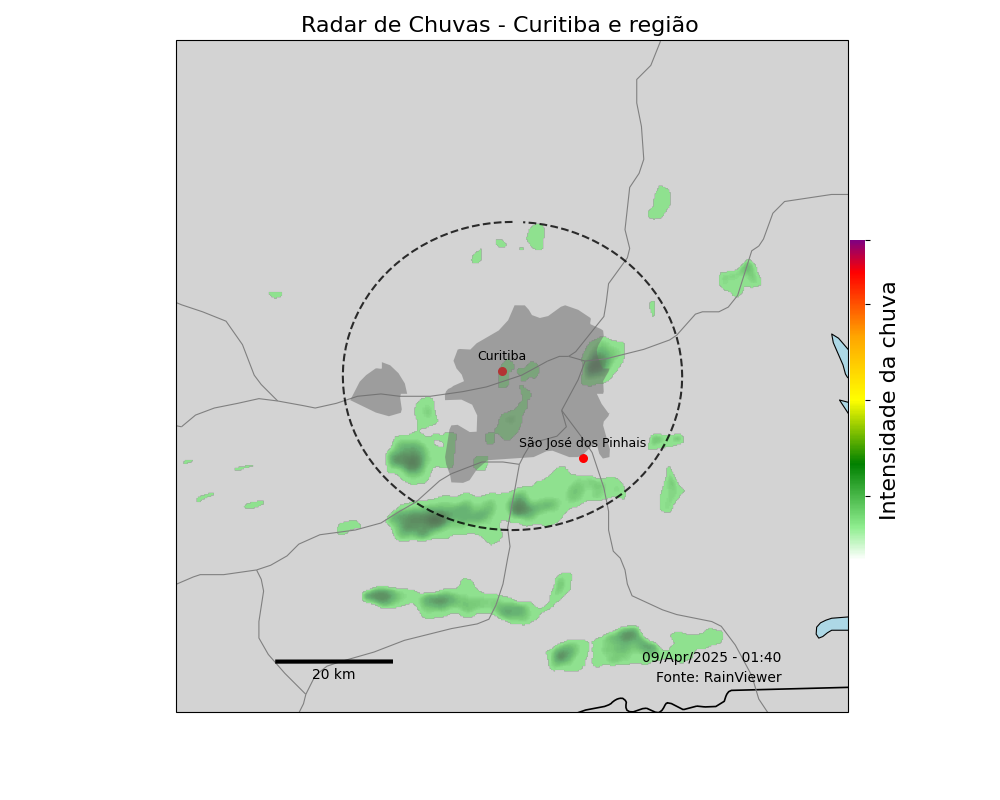 Radar de Chuvas - Curitiba e região
Curitiba
São José dos Pinhais
Intensidade da chuva
09/Apr/2025 - 01:40
20 km
Fonte: RainViewer